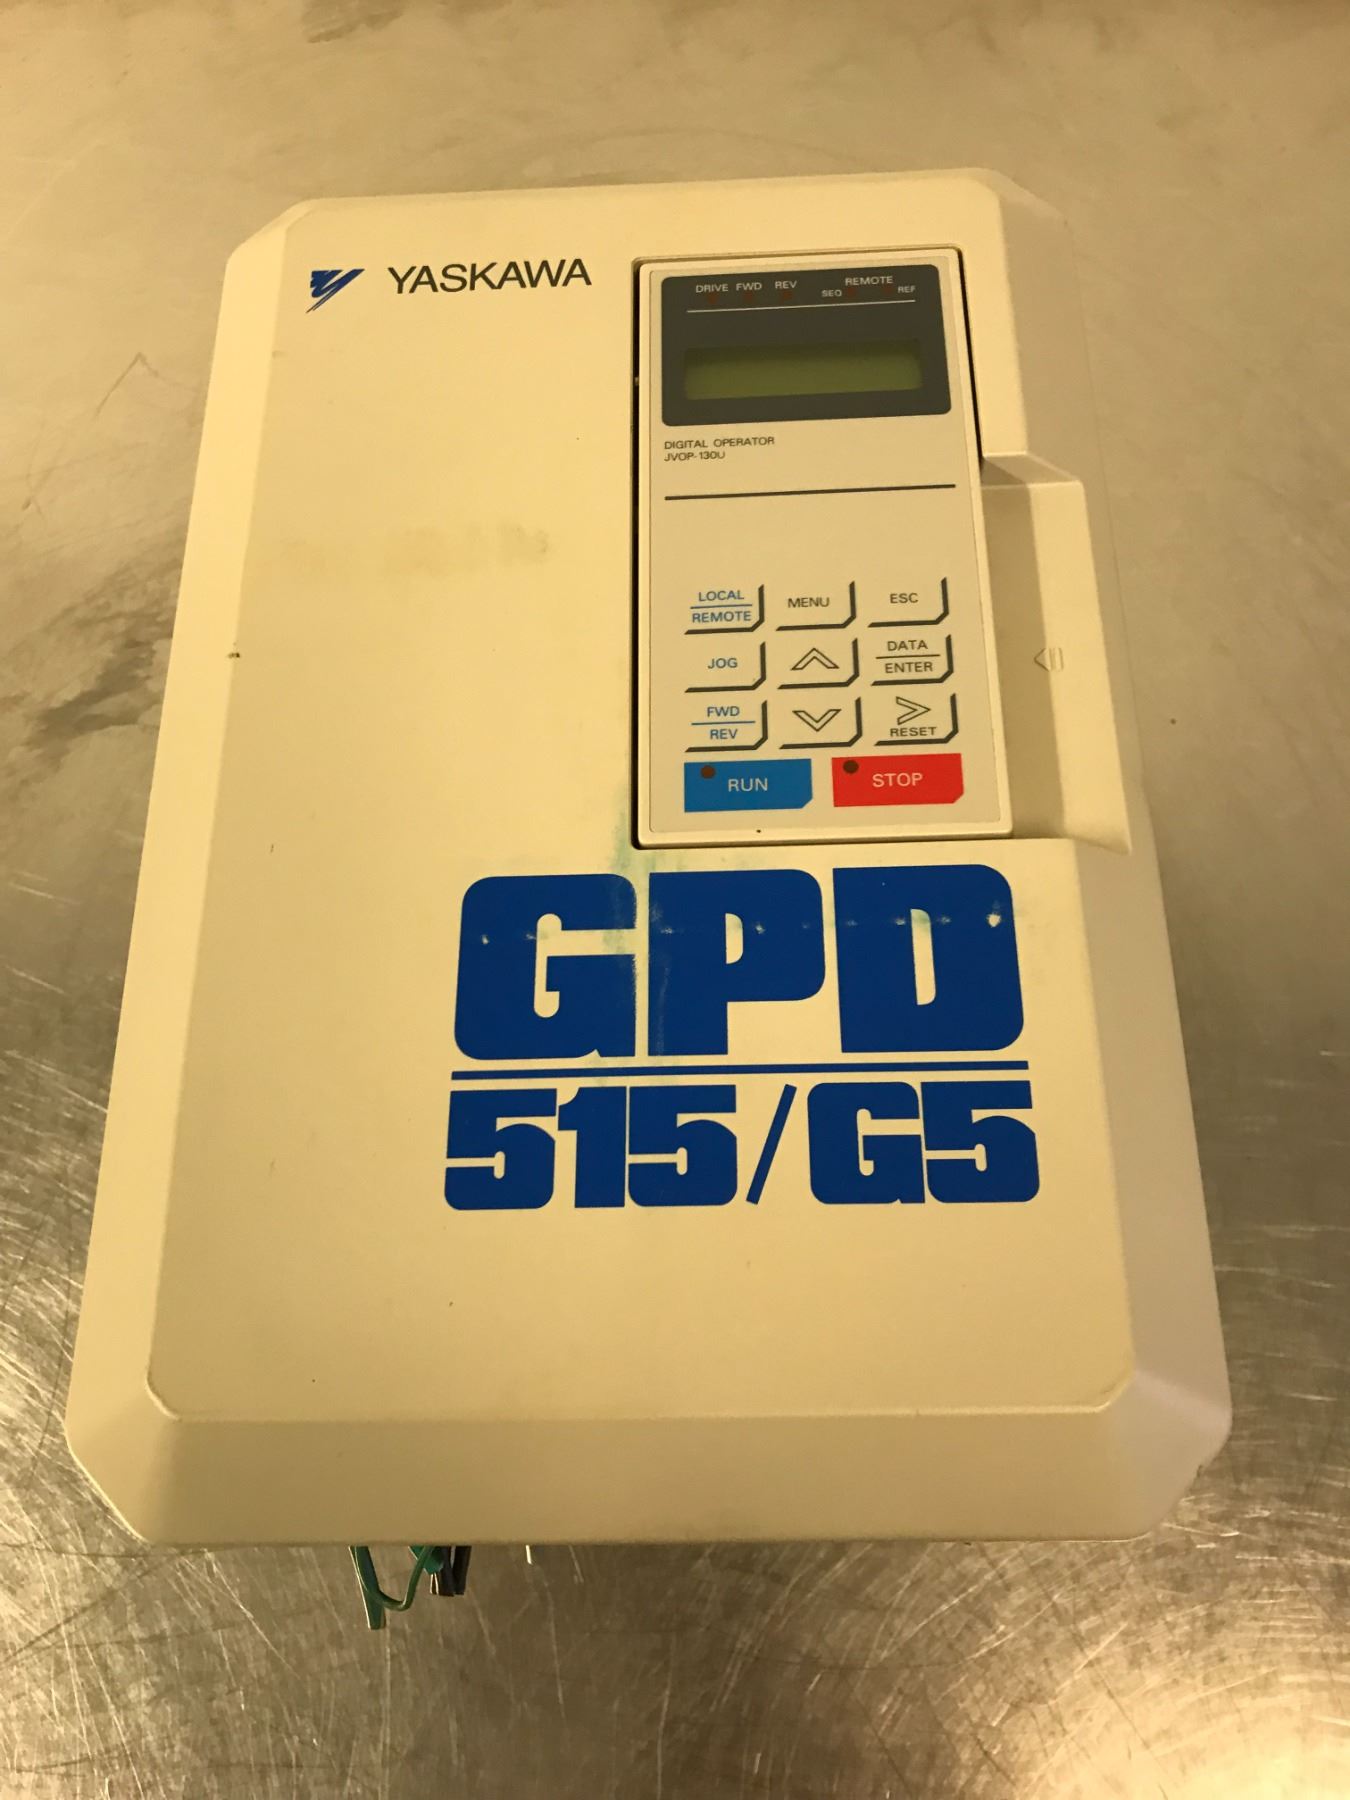 YASKAWA
DRIVE FWD REV REMOTE
SEQ REF
DIGITAL OPERATOR
JVOP-130U
LOCAL
REMOTE
MENU
ESC
JOG
DATA
ENTER
FWD
REV
RESET
RUN
STOP
GPD
515/G5